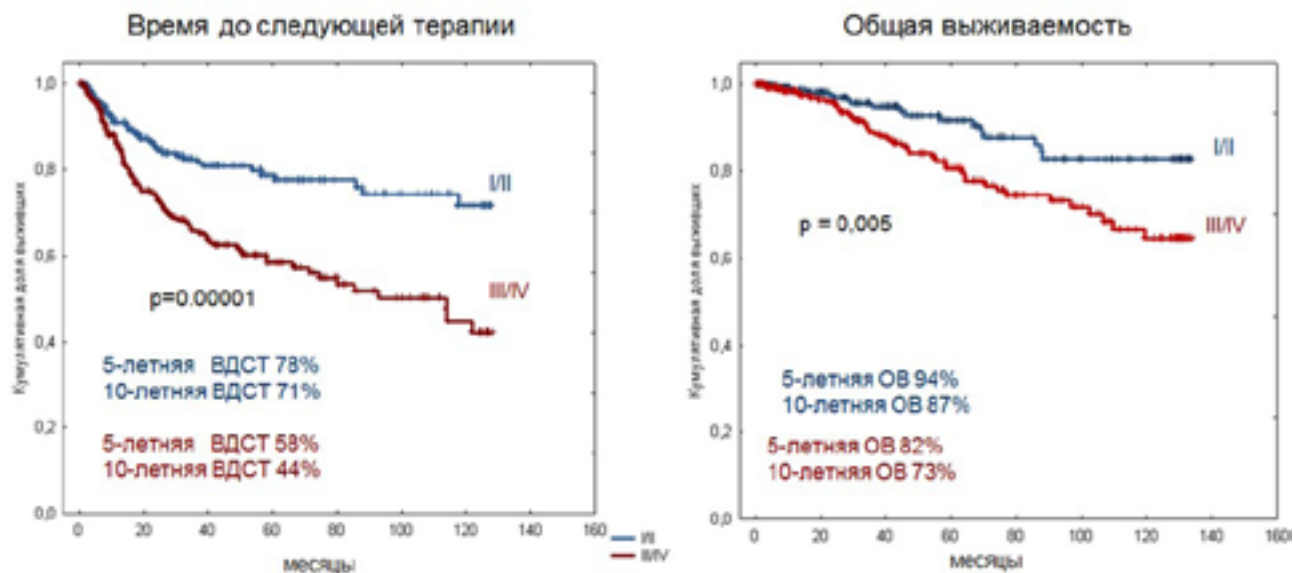 Время до следующей терапии
Кумулятивная доля выживших
1,0
0,8
0,6
0,4
0,2
0,0
I/II
III/IV
p=0.00001
5-летняя ВДСТ 78%
10-летняя ВДСТ 71%
5-летняя ВДСТ 58%
10-летняя ВДСТ 44%
0 20 40 60 80 100 120 140 160
месяцы
Общая выживаемость
Кумулятивная доля выживших
1,0
0,8
0,6
0,4
0,2
0,0
I/II
III/IV
p = 0,005
5-летняя ОВ 94%
10-летняя ОВ 87%
5-летняя ОВ 82%
10-летняя ОВ 73%
0 20 40 60 80 100 120 140 160
месяцы